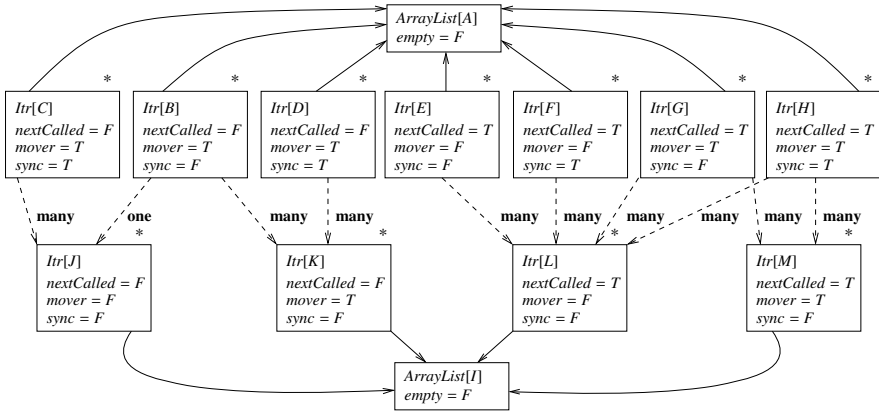 ArrayList[A]
empty = F
* * * * * * *
Itr[C]
nextCalled = F
mover = T
sync = T
Itr[B]
nextCalled = F
mover = T
sync = F
Itr[D]
nextCalled = F
mover = T
sync = T
Itr[E]
nextCalled = T
mover = F
sync = F
Itr[F]
nextCalled = T
mover = F
sync = T
Itr[G]
nextCalled = T
mover = T
sync = F
Itr[H]
nextCalled = T
mover = T
sync = T
many one many many many many many many many many
* * * *
Itr[J]
nextCalled = F
mover = F
sync = F
Itr[K]
nextCalled = F
mover = T
sync = F
Itr[L]
nextCalled = T
mover = F
sync = F
Itr[M]
nextCalled = T
mover = T
sync = F
ArrayList[I]
empty = F